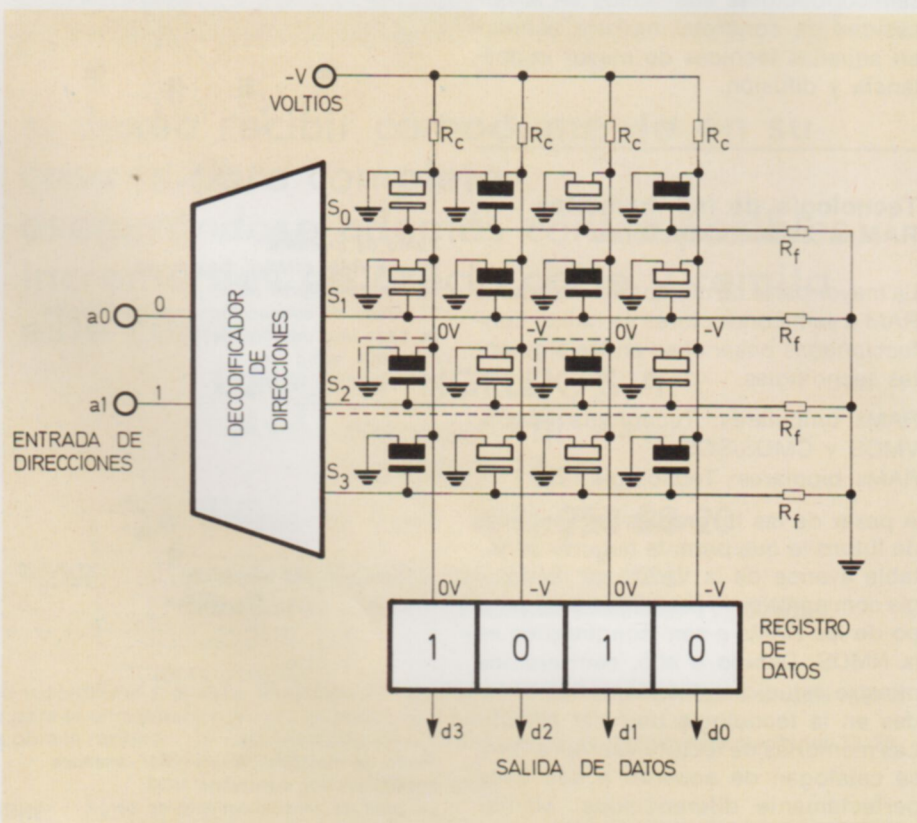 -V
VOLTIOS
Rc Rc Rc Rc
S0
Rf
S1
a0 0
Rf
0V -V 0V -V
DECODIFICADOR
DE
DIRECCIONES
S2
a1 1
Rf
ENTRADA DE
DIRECCIONES
S3
Rf
0V -V 0V -V
1 0 1 0
REGISTRO
DE
DATOS
d3 d2 d1 d0
SALIDA DE DATOS